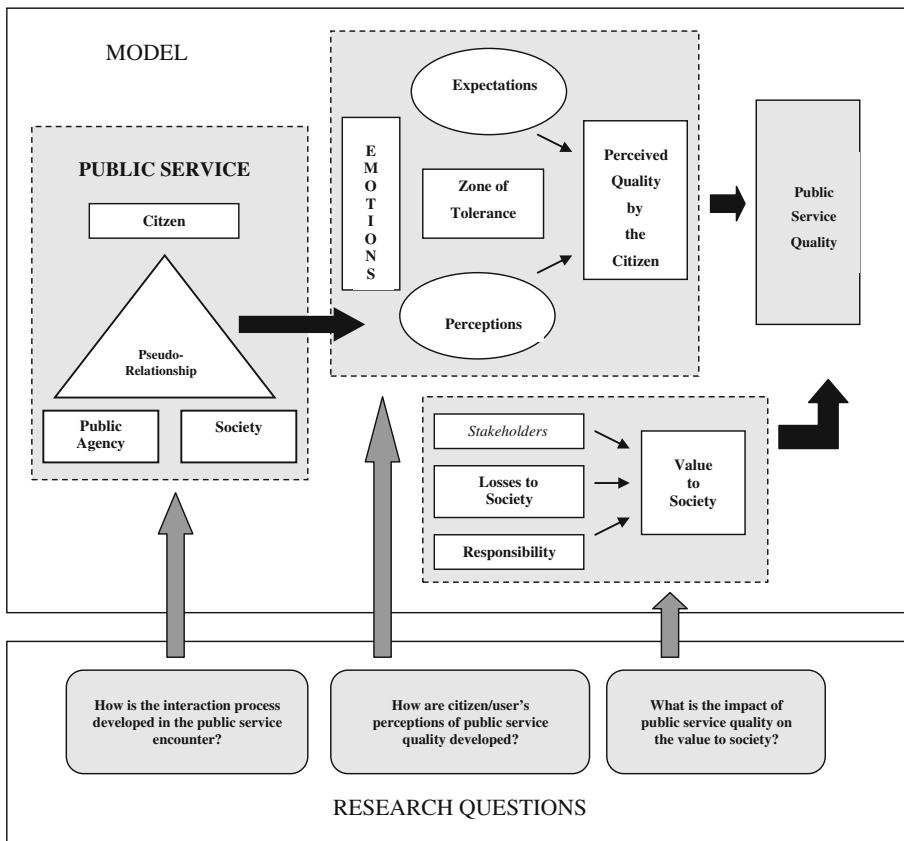 MODEL
PUBLIC SERVICE
Citzen
Pseudo-
Relationship
Public
Agency
Society
E
M
O
T
I
O
N
S
Expectations
Zone of
Tolerance
Perceptions
Perceived
Quality
by
the
Citizen
Public
Service
Quality
Stakeholders
Losses to
Society
Responsibility
Value
to
Society
How is the interaction process
developed in the public service
encounter?
How are citizen/user's
perceptions of public service
quality developed?
What is the impact of
public service quality on
the value to society?
RESEARCH QUESTIONS